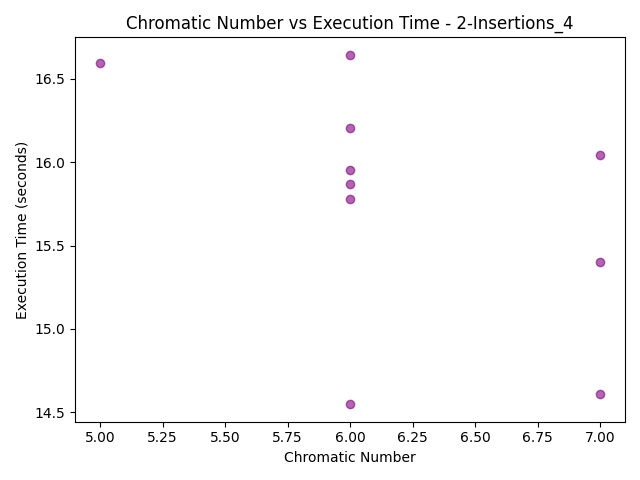 Chromatic Number vs Execution Time - 2-Insertions_4
Execution Time (seconds)
16.5
16.0
15.5
15.0
14.5
5.00 5.25 5.50 5.75 6.00 6.25 6.50 6.75 7.00
Chromatic Number